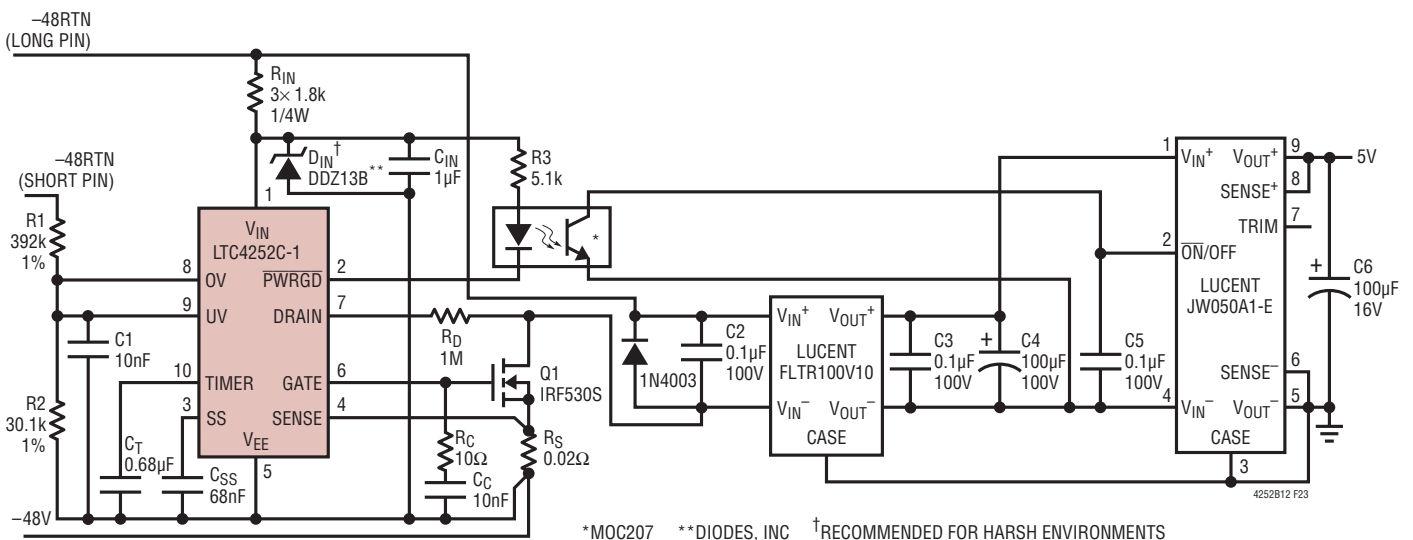 –48RTN
(LONG PIN)
RIN
3× 1.8k
1/4W
–48RTN
(SHORT PIN)
DIN†
DDZ13B**
CIN
1µF
R3
5.1k
R1
392k
1%
1
VIN
LTC4252C-1
8
OV
PWRGD
2
9
UV
DRAIN
7
RD
1M
C1
10nF
10
TIMER
GATE
6
Q1
IRF530S
3
SS
SENSE
4
R2
30.1k
1%
VEE
5
CT
0.68µF
CSS
68nF
RC
10Ω
CC
10nF
RS
0.02Ω
–48V
*
1N4003
C2
0.1µF
100V
VIN+
VOUT+
LUCENT
FLTR100V10
VIN–
VOUT–
CASE
C3
0.1µF
100V
+
C4
100µF
100V
C5
0.1µF
100V
1
VIN+
VOUT+
9
5V
SENSE+
8
TRIM
7
2
ON/OFF
LUCENT
JW050A1-E
+
C6
100µF
16V
SENSE–
6
4
VIN–
VOUT–
5
CASE
3
4252B12 F23
*MOC207 **DIODES, INC †RECOMMENDED FOR HARSH ENVIRONMENTS